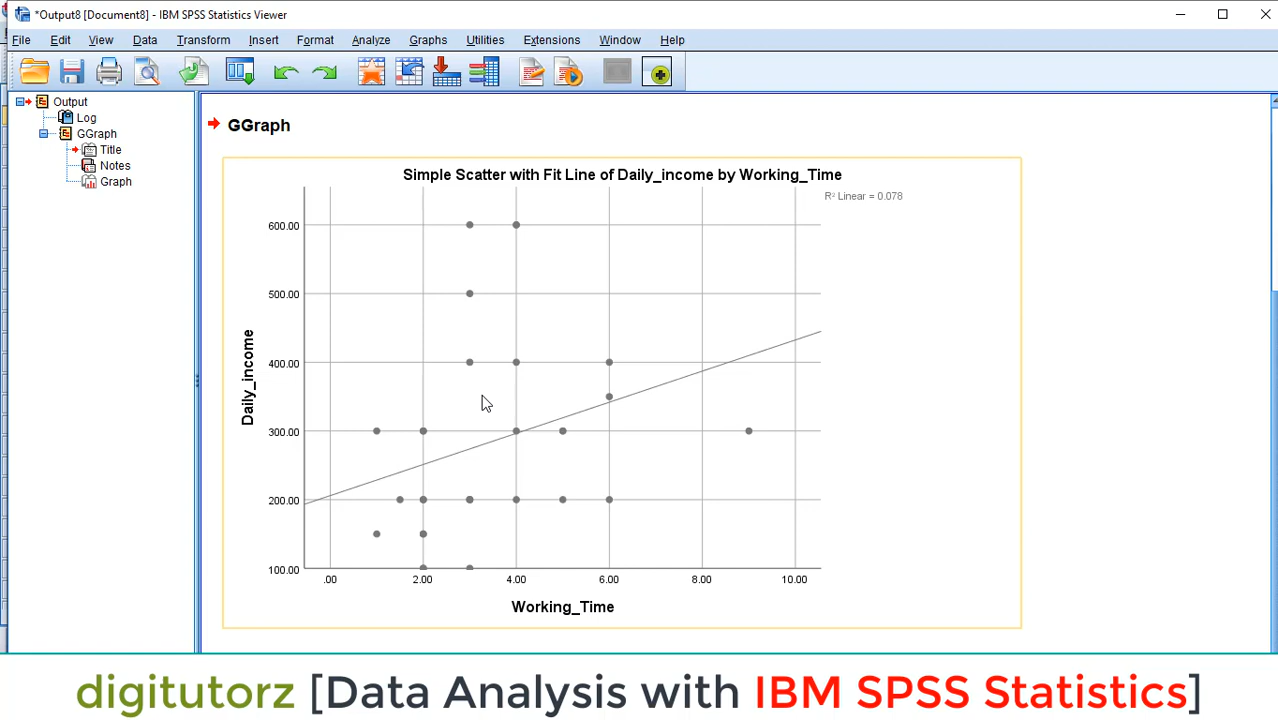 *Output8 [Document8] - IBM SPSS Statistics Viewer
File Edit View Data Transform Insert Format Analyze Graphs Utilities Extensions Window Help
Output
Log
GGraph
Title
Notes
Graph
GGraph
Simple Scatter with Fit Line of Daily_income by Working_Time
R² Linear = 0.078
600.00
500.00
400.00
300.00
200.00
100.00
Daily_income
.00 2.00 4.00 6.00 8.00 10.00
Working_Time
digitutorz [Data Analysis with IBM SPSS Statistics]